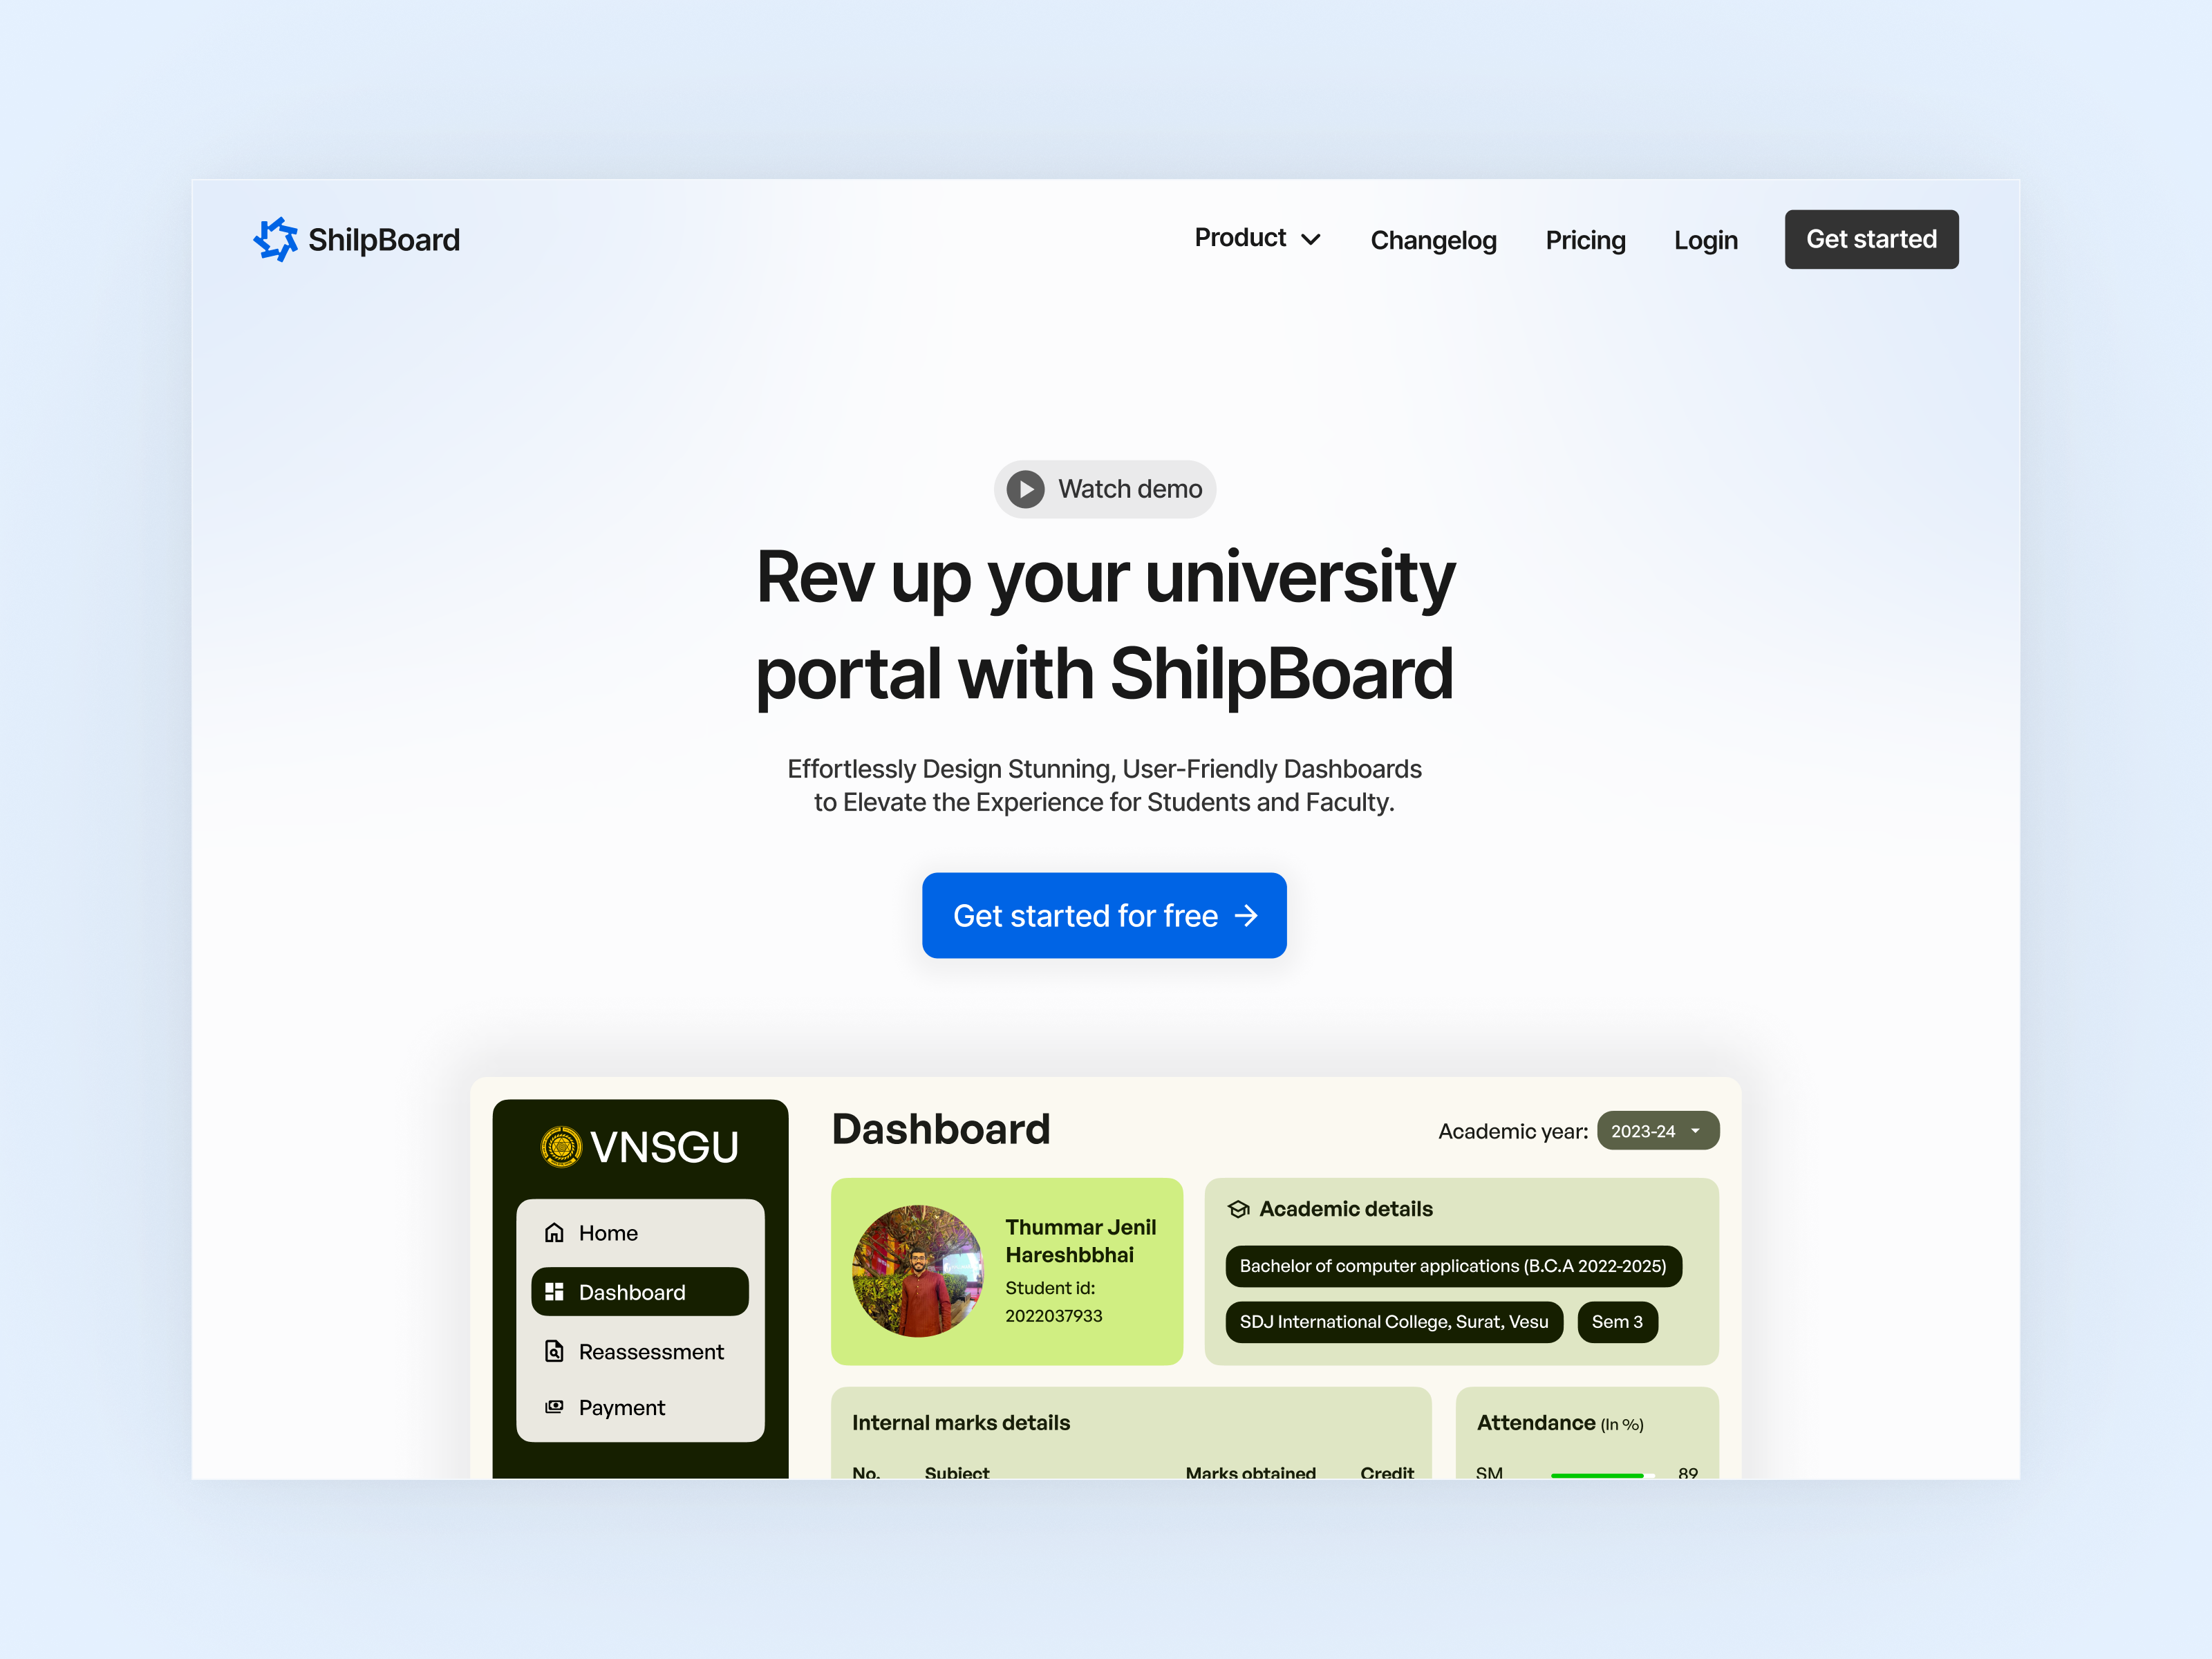 ShilpBoard
Product
Changelog
Pricing
Login
Get started
Watch demo
Rev up your university
portal with ShilpBoard
Effortlessly Design Stunning, User-Friendly Dashboards
to Elevate the Experience for Students and Faculty.
Get started for free
VNSGU
Home
Dashboard
Reassessment
Payment
Dashboard
Academic year: 2023-24
Thummar Jenil
Hareshbbhai
Student id:
2022037933
Academic details
Bachelor of computer applications (B.C.A 2022-2025)
SDJ International College, Surat, Vesu
Sem 3
Internal marks details
No. Subject Marks obtained Credit
Attendance (In %)
SM 89